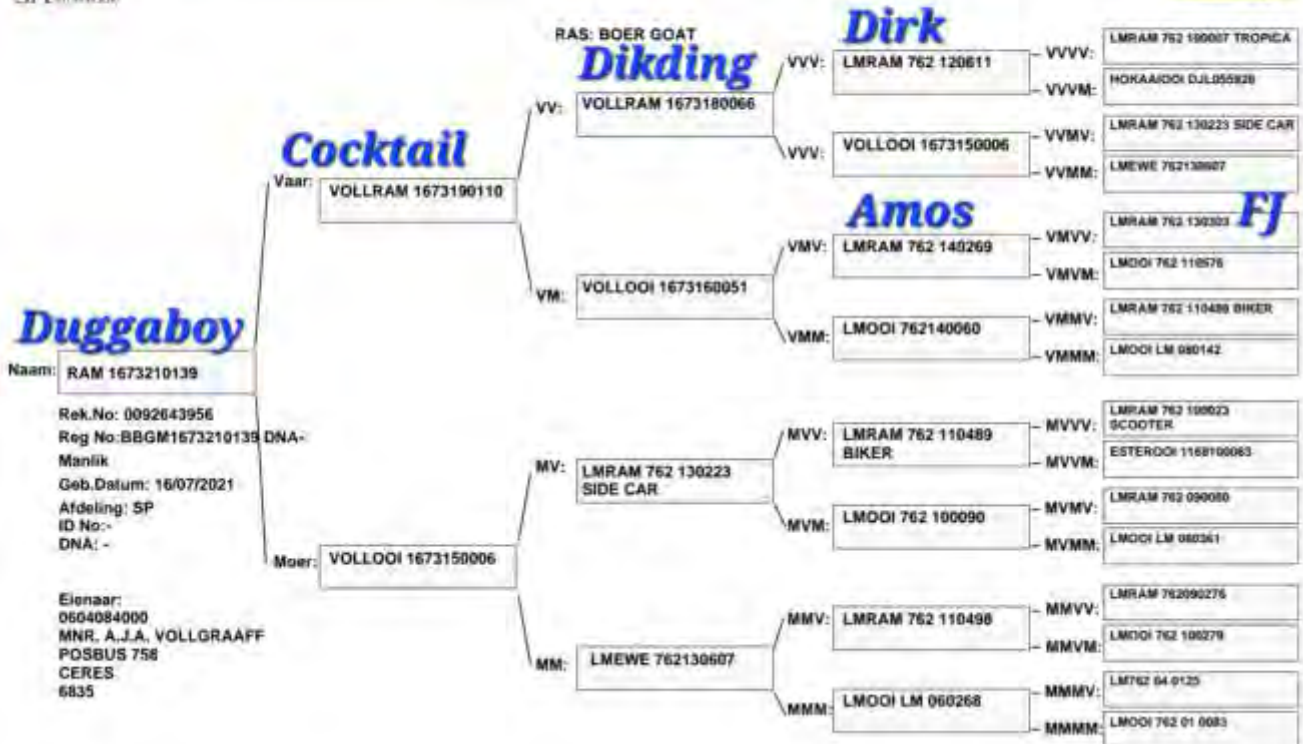 RAS: BOER GOAT
Dirk
Dikding
Cocktail
Amos
FJ
Duggaboy
Naam: RAM 1673210139
Rek.No: 0092643956
Reg No:BBGM1673210139 DNA-
Manlik
Geb.Datum: 16/07/2021
Afdeling: SP
ID No:-
DNA: -
Eienaar:
0604084000
MNR. A.J.A. VOLLGRAAFF
POSBUS 758
CERES
6835
Vaar: VOLLRAM 1673190110
Moer: VOLLOOI 1673150006
VV: VOLLRAM 1673180066
VM: VOLLOOI 1673160051
MV: LMRAM 762 130223
SIDE CAR
MM: LMEWE 762130607
VVV: LMRAM 762 120811
VVV: VOLLOOI 1673150006
VMV: LMRAM 762 140269
VMM: LMOOI 762140060
MVV: LMRAM 762 110489
BIKER
MVM: LMOOI 762 100090
MMV: LMRAM 762 110498
MMM: LMOOI LM 060268
VVVV: LMRAM 762 100007 TROPICA
VVVM: HOKAAIOOI DJL055928
VVMV: LMRAM 762 130223 SIDE CAR
VVMM: LMEWE 762130607
VMVV: LMRAM 762 130303
VMVM: LMOOI 762 110576
VMMV: LMRAM 762 110489 BIKER
VMMM: LMOOI LM 080142
MVVV: LMRAM 762 100023
SCOOTER
MVVM: ESTEROOI 1168100063
MVMV: LMRAM 762 090080
MVMM: LMOOI LM 060361
MMVV: LMRAM 762090276
MMVM: LMOOI 762 100279
MMMV: LM762 04 0125
MMMM: LMOOI 762 01 0083